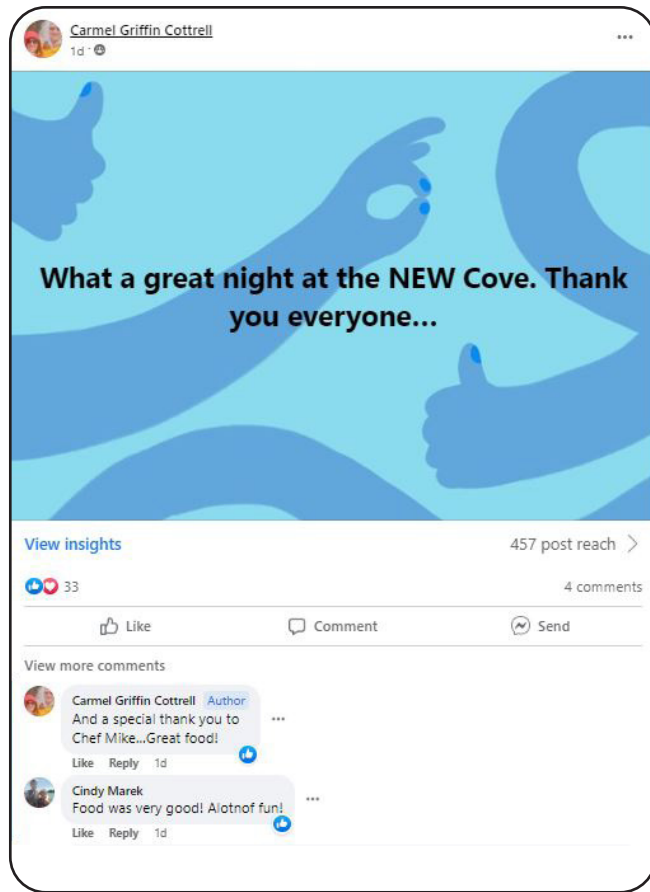 Carmel Griffin Cottrell
1d ·
What a great night at the NEW Cove. Thank
you everyone...
View insights
457 post reach
33
4 comments
Like
Comment
Send
View more comments
Carmel Griffin Cottrell Author
And a special thank you to
Chef Mike...Great food!
Like Reply 1d
Cindy Marek
Food was very good! Alotnof fun!
Like Reply 1d